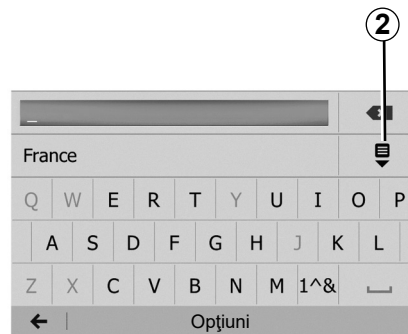 2
_
France
Q W E R T Y U I O P
A S D F G H J K L
Z X C V B N M 1^&
Opţiuni